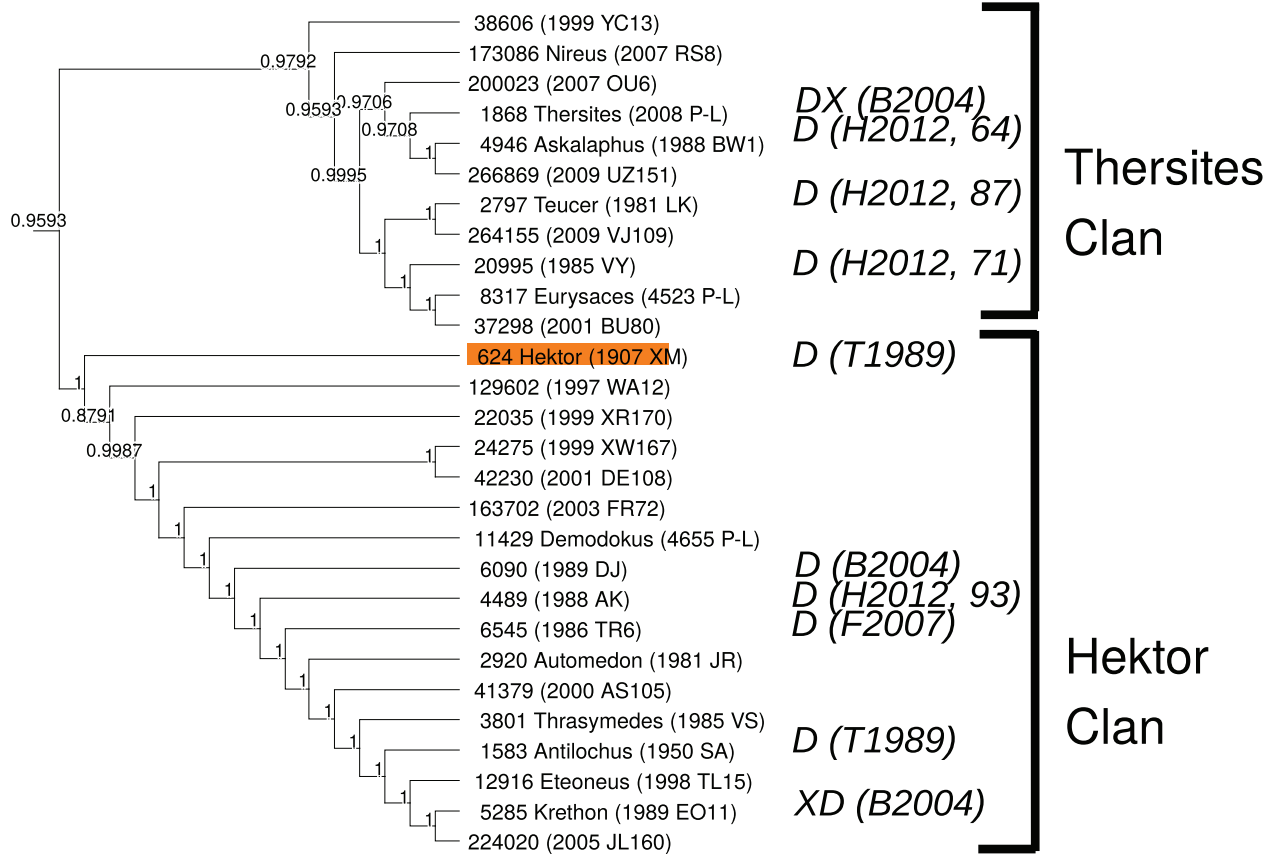 38606 (1999 YC13)
0.9792
173086 Nireus (2007 RS8)
200023 (2007 OU6)
0.9706
DX (B2004)
0.9593
1868 Thersites (2008 P-L)
0.9708
D (H2012, 64)
4946 Askalaphus (1988 BW1)
1
266869 (2009 UZ151)
0.9995
Thersites
2797 Teucer (1981 LK)
D (H2012, 87)
1
0.9593
264155 (2009 VJ109)
1
Clan
20995 (1985 VY)
D (H2012, 71)
1
8317 Eurysaces (4523 P-L)
1
37298 (2001 BU80)
624 Hektor (1907 XM)
D (T1989)
1
129602 (1997 WA12)
0.8791
22035 (1999 XR170)
0.9987
24275 (1999 XW167)
1
42230 (2001 DE108)
1
163702 (2003 FR72)
1
11429 Demodokus (4655 P-L)
1
6090 (1989 DJ)
D (B2004)
1
4489 (1988 AK)
D (H2012, 93)
1
6545 (1986 TR6)
D (F2007)
1
2920 Automedon (1981 JR)
Hektor
1
41379 (2000 AS105)
1
3801 Thrasymedes (1985 VS)
Clan
1
1583 Antilochus (1950 SA)
D (T1989)
1
12916 Eteoneus (1998 TL15)
1
5285 Krethon (1989 EO11)
XD (B2004)
1
224020 (2005 JL160)